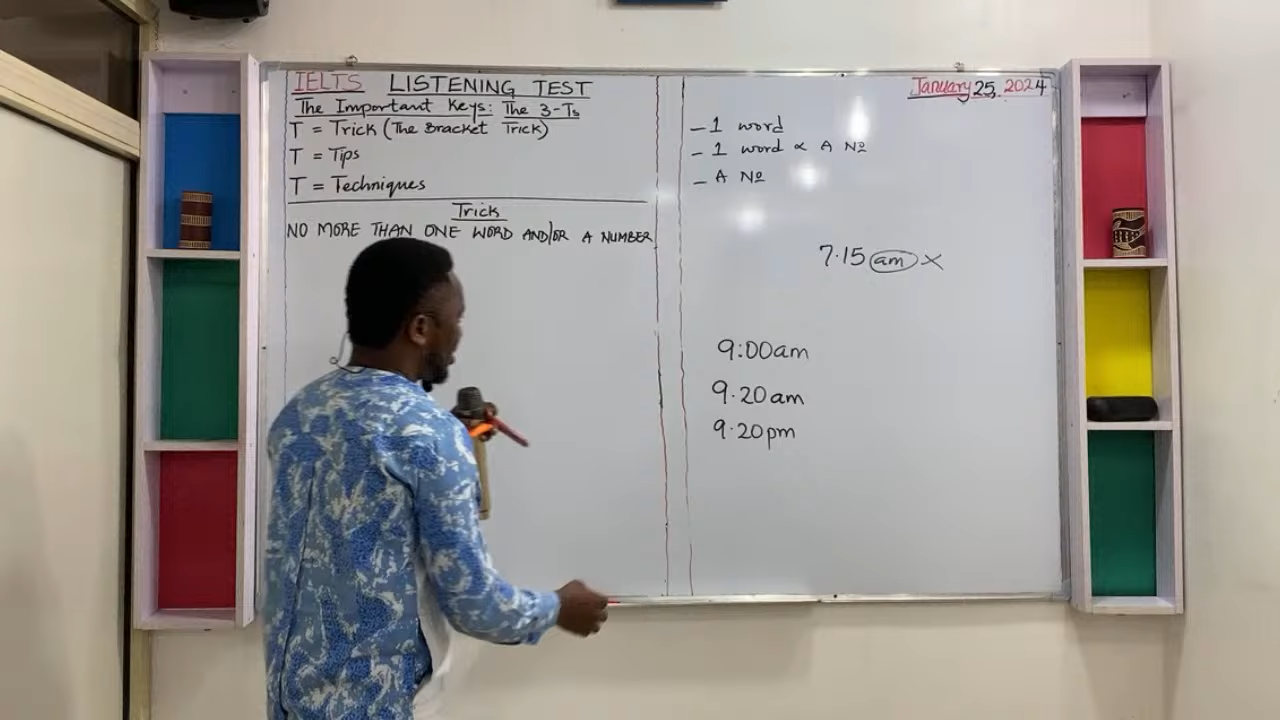 IELTS LISTENING TEST
The Important Keys: The 3-Ts
T = Trick (The Bracket Trick)
T = Tips
T = Techniques
Trick
NO MORE THAN ONE WORD AND/OR A NUMBER
January 25, 2024
- 1 word
- 1 word ∝ A Nº
- A Nº
7.15 am ×
9:00am
9.20am
9.20pm